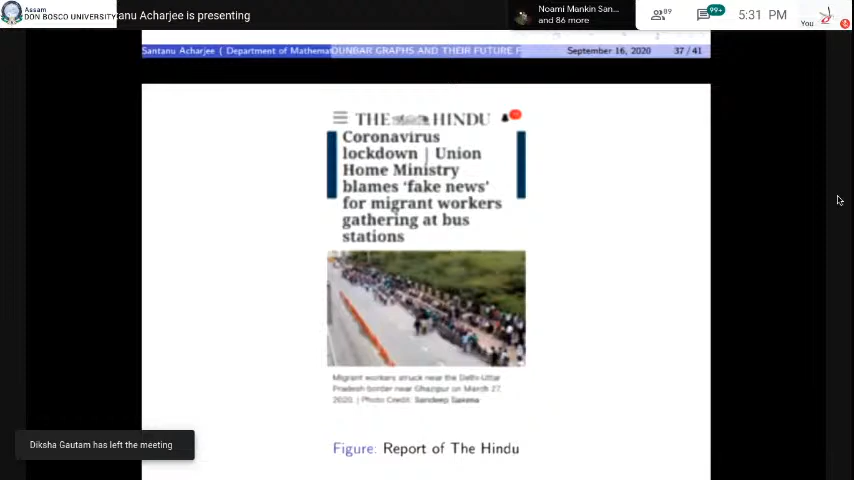 Assam
DON BOSCO UNIVERSITY
tanu Acharjee is presenting
Noami Mankin San...
and 86 more
89
99+
5:31 PM
You
Santanu Acharjee ( Department of Mathemat
DUNBAR GRAPHS AND THEIR FUTURE F
September 16, 2020
37 / 41
THE HINDU
Coronavirus
lockdown | Union
Home Ministry
blames 'fake news'
for migrant workers
gathering at bus
stations
Migrant workers struck near the Delhi-Uttar
Pradesh border near Ghazipur on March 27,
2020. | Photo Credit: Sandeep Saxena
Figure: Report of The Hindu
Diksha Gautam has left the meeting